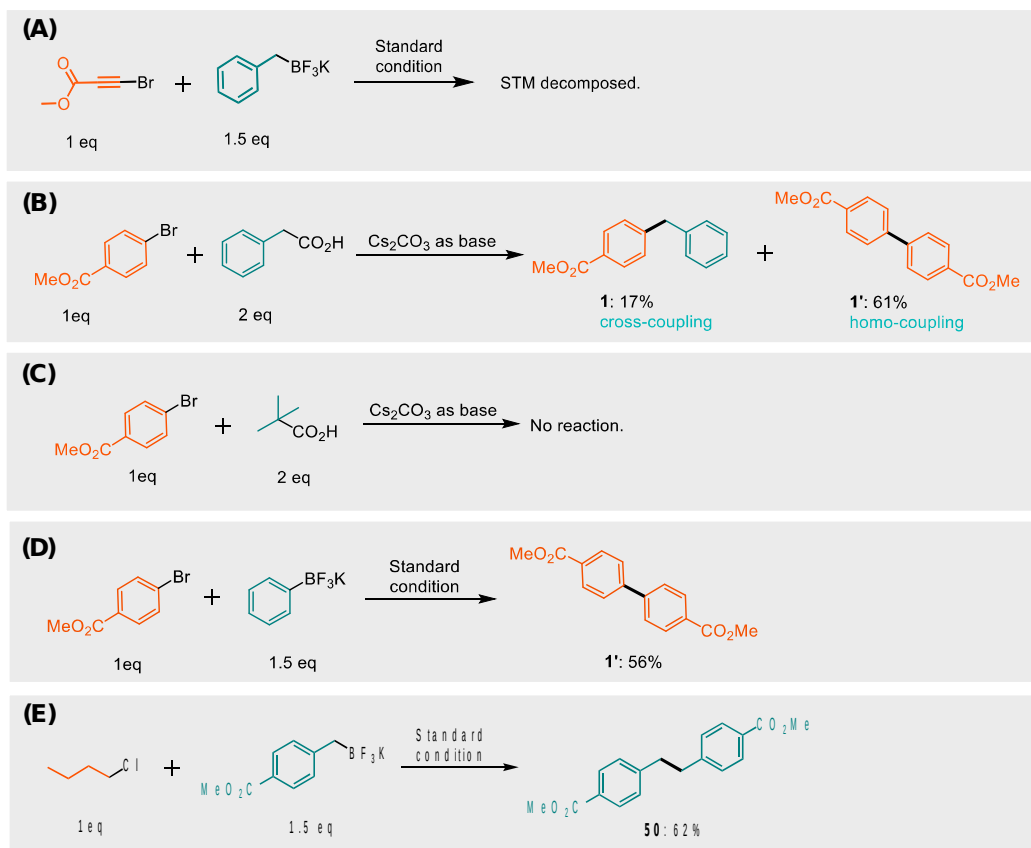 (A)
O
O
Br
1 eq
+
BF₃K
1.5 eq
Standard
condition
STM decomposed.
(B)
Br
MeO₂C
1eq
+
CO₂H
2 eq
Cs₂CO₃ as base
MeO₂C
1: 17%
cross-coupling
+
MeO₂C
CO₂Me
1': 61%
homo-coupling
(C)
Br
MeO₂C
1eq
+
CO₂H
2 eq
Cs₂CO₃ as base
No reaction.
(D)
Br
MeO₂C
1eq
+
BF₃K
1.5 eq
Standard
condition
MeO₂C
CO₂Me
1': 56%
(E)
Cl
1eq
+
BF₃K
MeO₂C
1.5 eq
Standard
condition
CO₂Me
MeO₂C
50: 62%